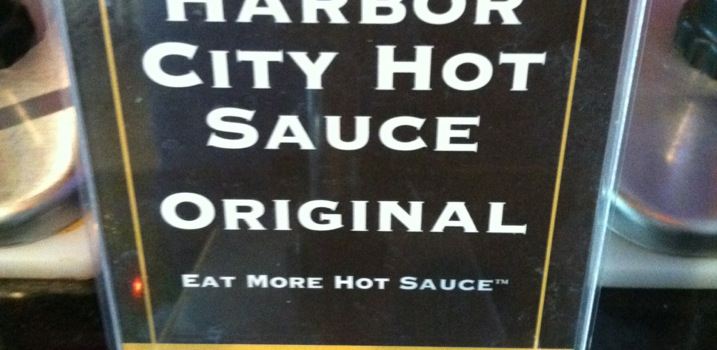 HARBOR
CITY HOT
SAUCE
ORIGINAL
EAT MORE HOT SAUCE™